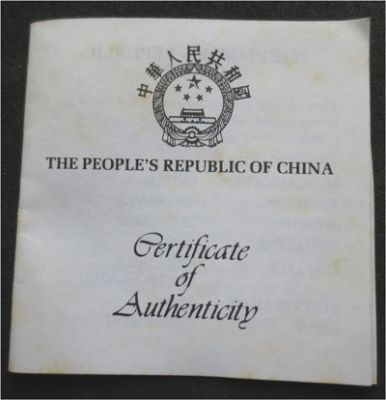 中華人民共和國
THE PEOPLE'S REPUBLIC OF CHINA
Certificate
of
Authenticity